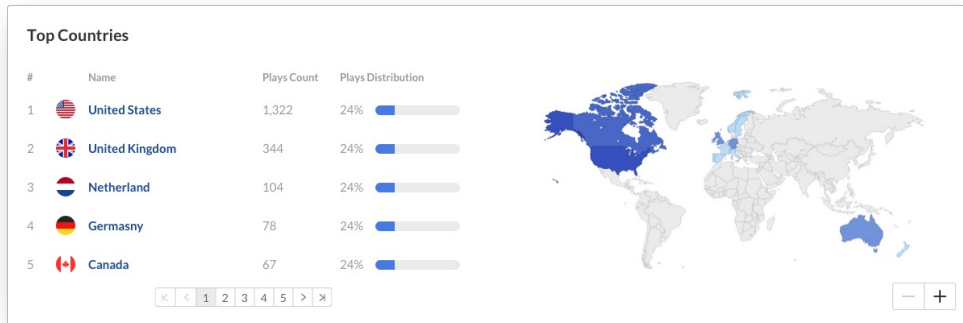 Top Countries
# Name Plays Count Plays Distribution
1 United States 1,322 24%
2 United Kingdom 344 24%
3 Netherland 104 24%
4 Germasny 78 24%
5 Canada 67 24%
1 2 3 4 5